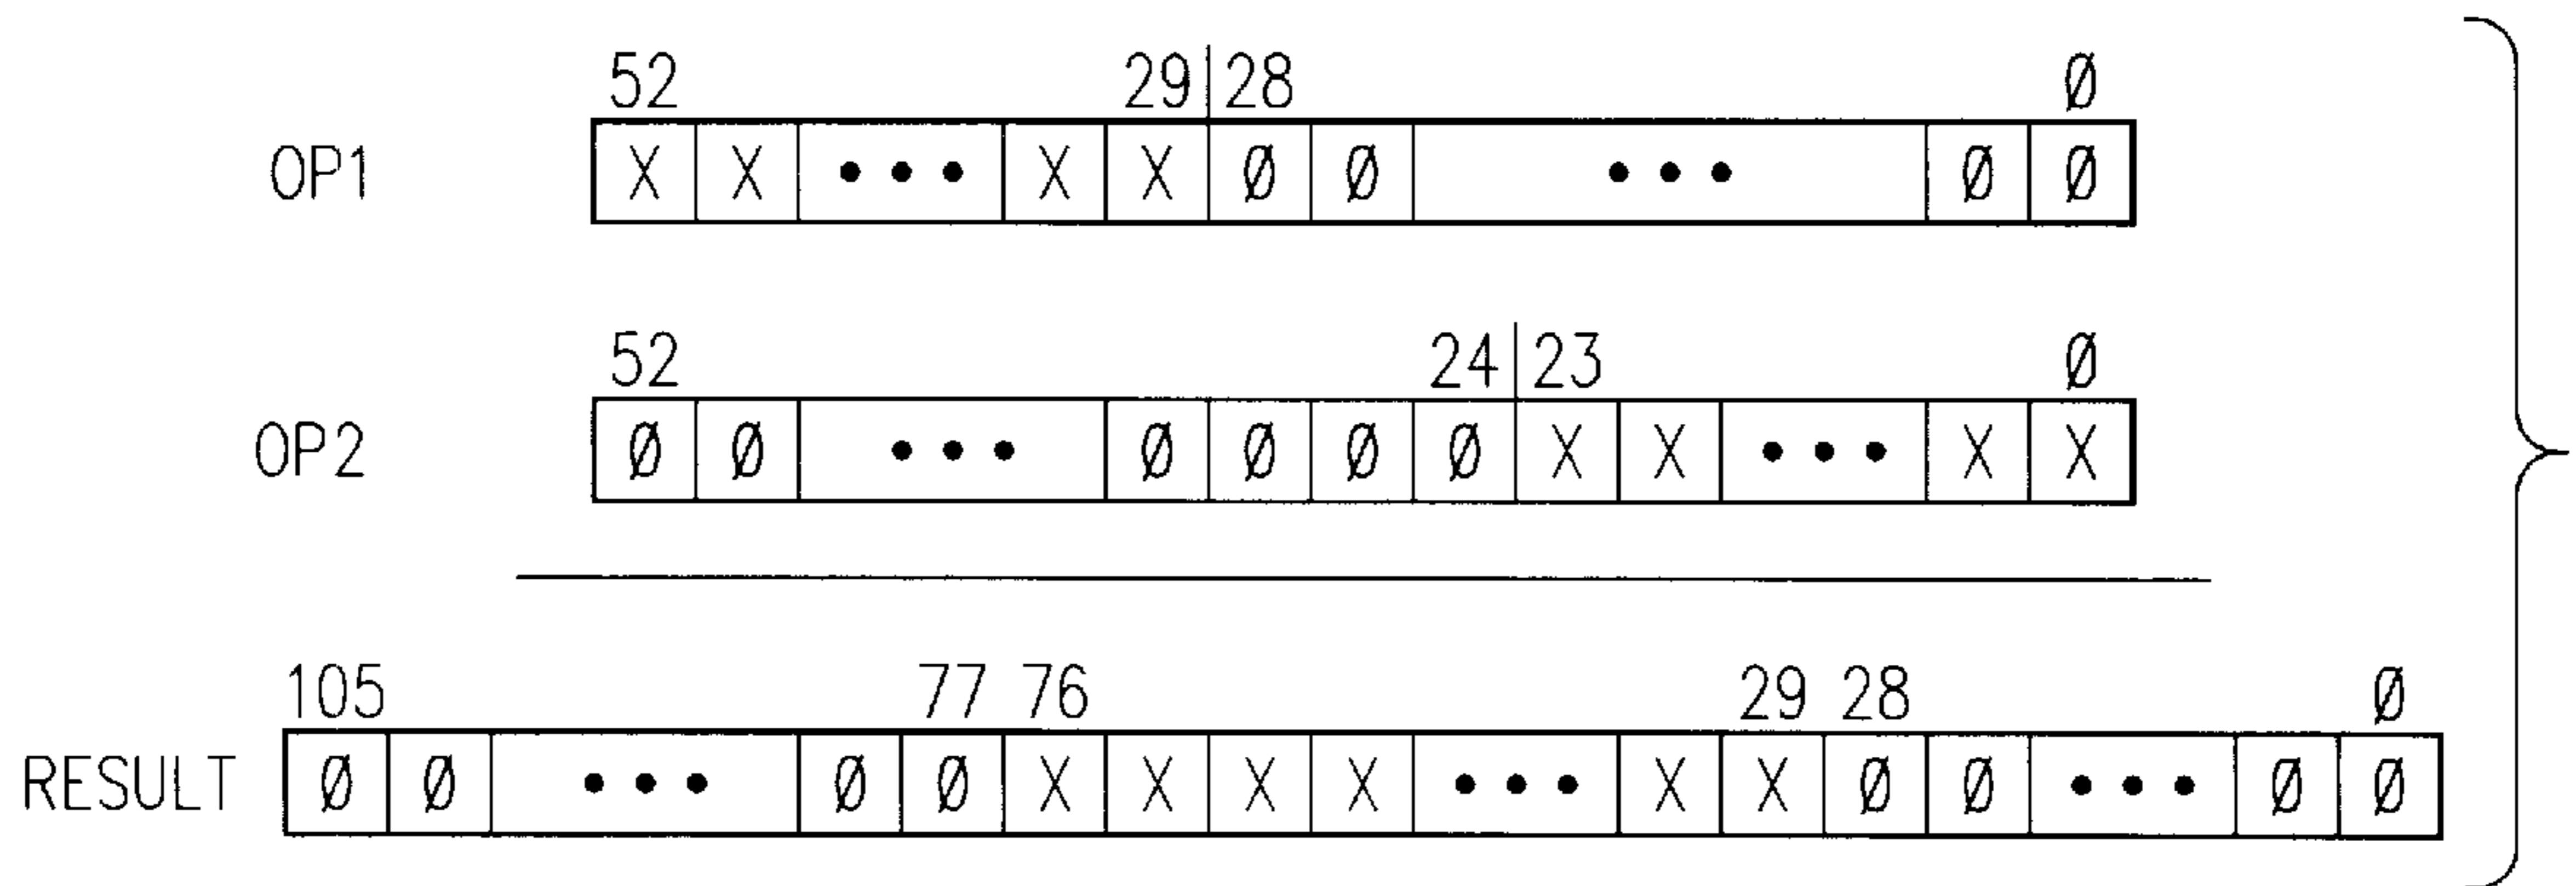 52 29 28 Ø
OP1 X X ••• X X Ø Ø ••• Ø Ø
52 24 23 Ø
OP2 Ø Ø ••• Ø Ø Ø Ø X X ••• X X
105 77 76 29 28 Ø
RESULT Ø Ø ••• Ø Ø X X X X ••• X X Ø Ø ••• Ø Ø